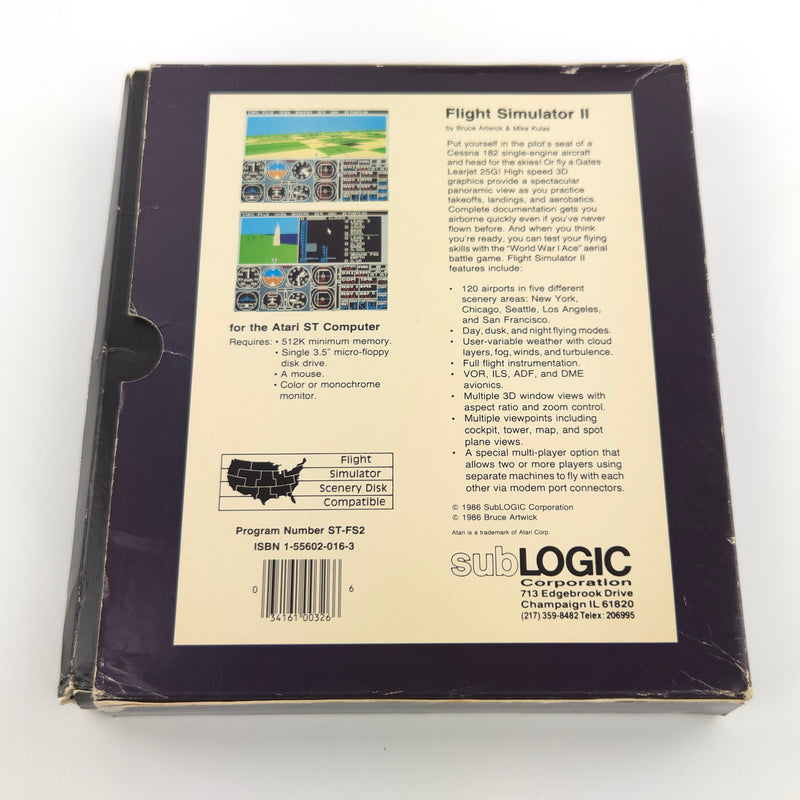 Flight Simulator II
by Bruce Artwick & Mike Kulas
Put yourself in the pilot's seat of a
Cessna 182 single-engine aircraft
and head for the skies! Or fly a Gates
Learjet 25G! High speed 3D
graphics provide a spectacular
panoramic view as you practice
takeoffs, landings, and aerobatics.
Complete documentation gets you
airborne quickly even if you've never
flown before. And when you think
you're ready, you can test your flying
skills with the "World War I Ace" aerial
battle game. Flight Simulator II
features include:
• 120 airports in five different
scenery areas: New York,
Chicago, Seattle, Los Angeles,
and San Francisco.
• Day, dusk, and night flying modes.
• User-variable weather with cloud
layers, fog, winds, and turbulence.
• Full flight instrumentation.
• VOR, ILS, ADF, and DME
avionics.
• Multiple 3D window views with
aspect ratio and zoom control.
• Multiple viewpoints including
cockpit, tower, map, and spot
plane views.
• A special multi-player option that
allows two or more players using
separate machines to fly with each
other via modem port connectors.
© 1986 SubLOGIC Corporation
© 1986 Bruce Artwick
Atari is a trademark of Atari Corp.
subLOGIC
Corporation
713 Edgebrook Drive
Champaign IL 61820
(217) 359-8482 Telex: 206995
for the Atari ST Computer
Requires: • 512K minimum memory.
• Single 3.5" micro-floppy
disk drive.
• A mouse.
• Color or monochrome
monitor.
Flight
Simulator
Scenery Disk
Compatible
Program Number ST-FS2
ISBN 1-55602-016-3
0 34161 00326 6